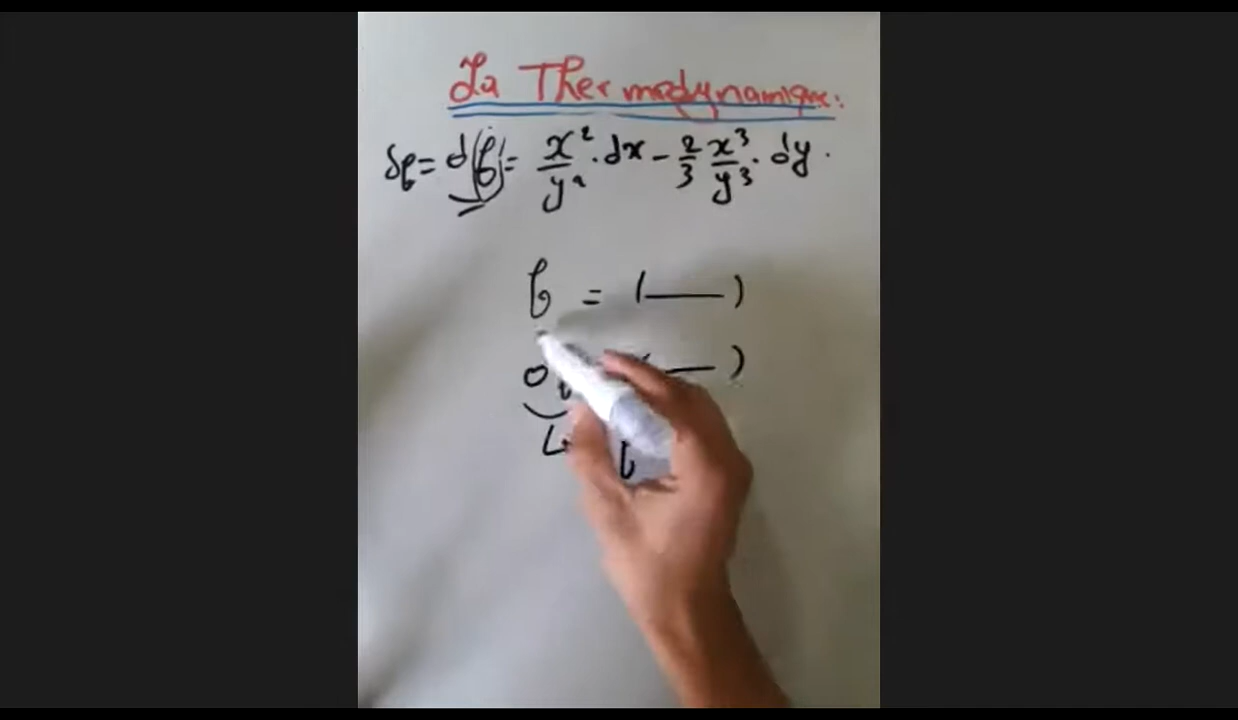 La Thermodynamique:
δf = d(f) = x²/y² · dx - 2/3 x³/y³ · dy ·
f = (——)